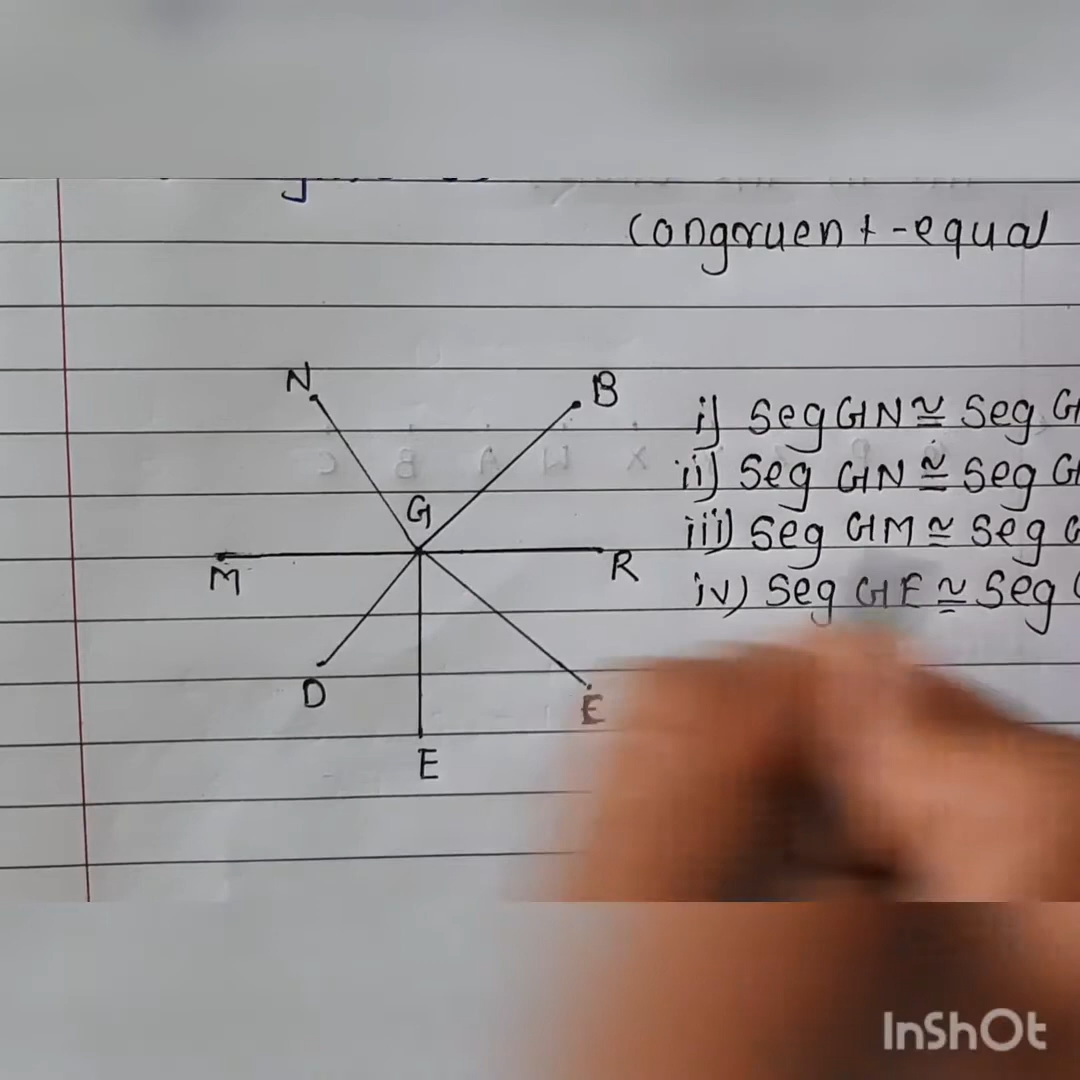 Congruent - equal
N
B
i) Seg GN ≅ Seg G
ii) Seg GN ≅ Seg G
G
iii) Seg GM ≅ Seg G
M
R
iv) Seg GE ≅ Seg
D
E
E
InShOt